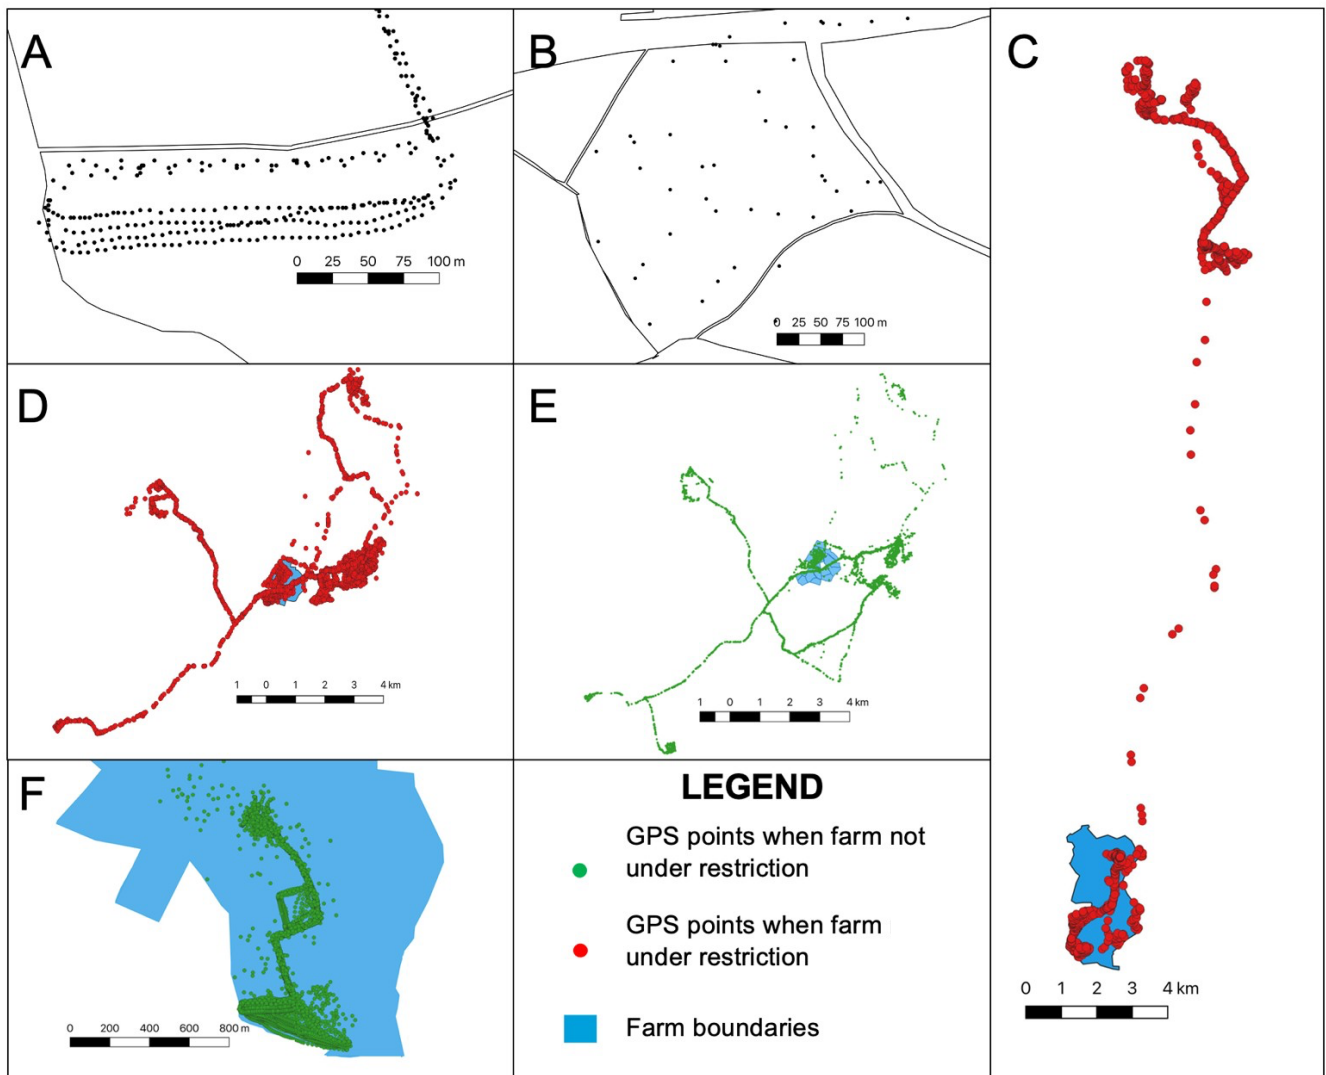 A
B
C
0 25 50 75 100 m
0 25 50 75 100 m
D
E
1 0 1 2 3 4 km
1 0 1 2 3 4 km
F
LEGEND
GPS points when farm not
under restriction
GPS points when farm
under restriction
Farm boundaries
0 200 400 600 800 m
0 1 2 3 4 km